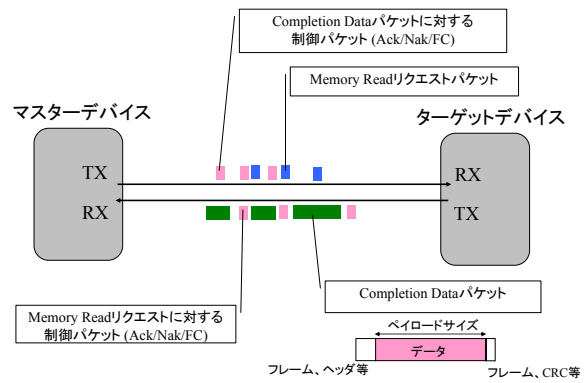 Completion Dataパケットに対する
制御パケット (Ack/Nak/FC)
Memory Readリクエストパケット
マスターデバイス
ターゲットデバイス
TX
RX
RX
TX
Memory Readリクエストに対する
制御パケット (Ack/Nak/FC)
Completion Dataパケット
ペイロードサイズ
データ
フレーム、ヘッダ等
フレーム、CRC等